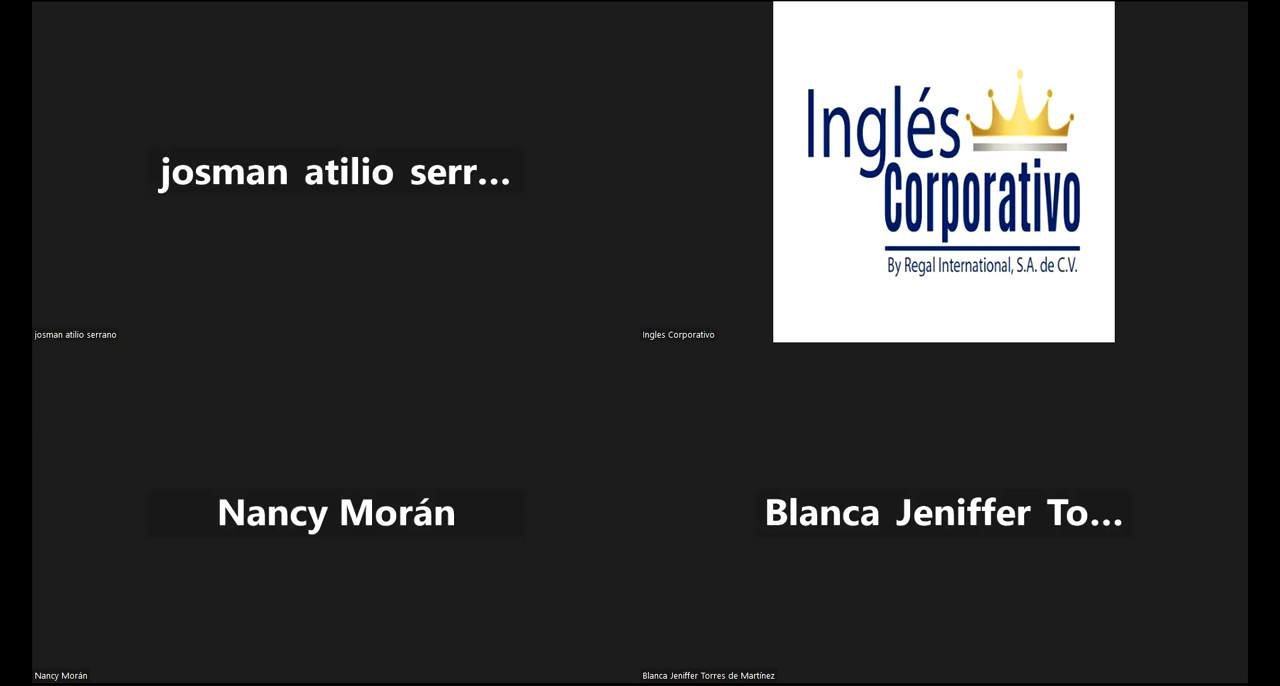 josman atilio serr...
josman atilio serrano
Inglés
Corporativo
By Regal International, S.A. de C.V.
Ingles Corporativo
Nancy Morán
Nancy Morán
Blanca Jeniffer To...
Blanca Jeniffer Torres de Martínez